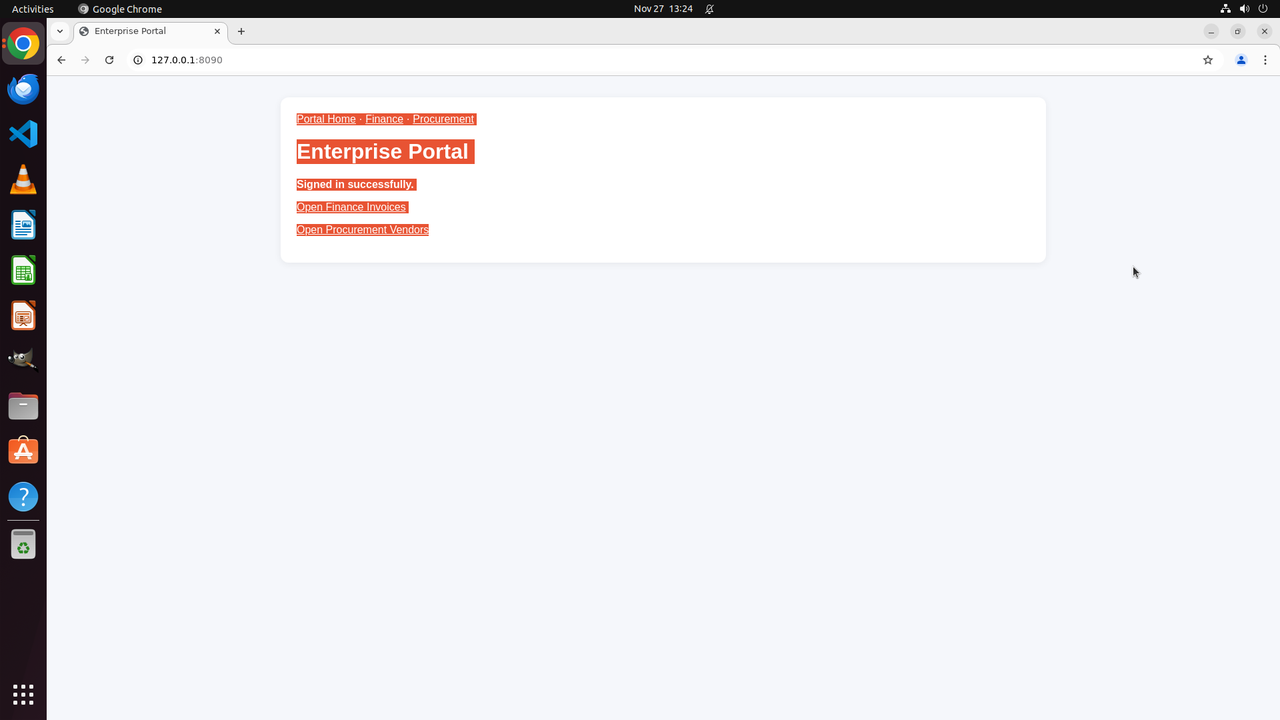 Activities
Google Chrome
Nov 27 13:24
Enterprise Portal
127.0.0.1:8090
Portal Home · Finance · Procurement
Enterprise Portal
Signed in successfully.
Open Finance Invoices
Open Procurement Vendors